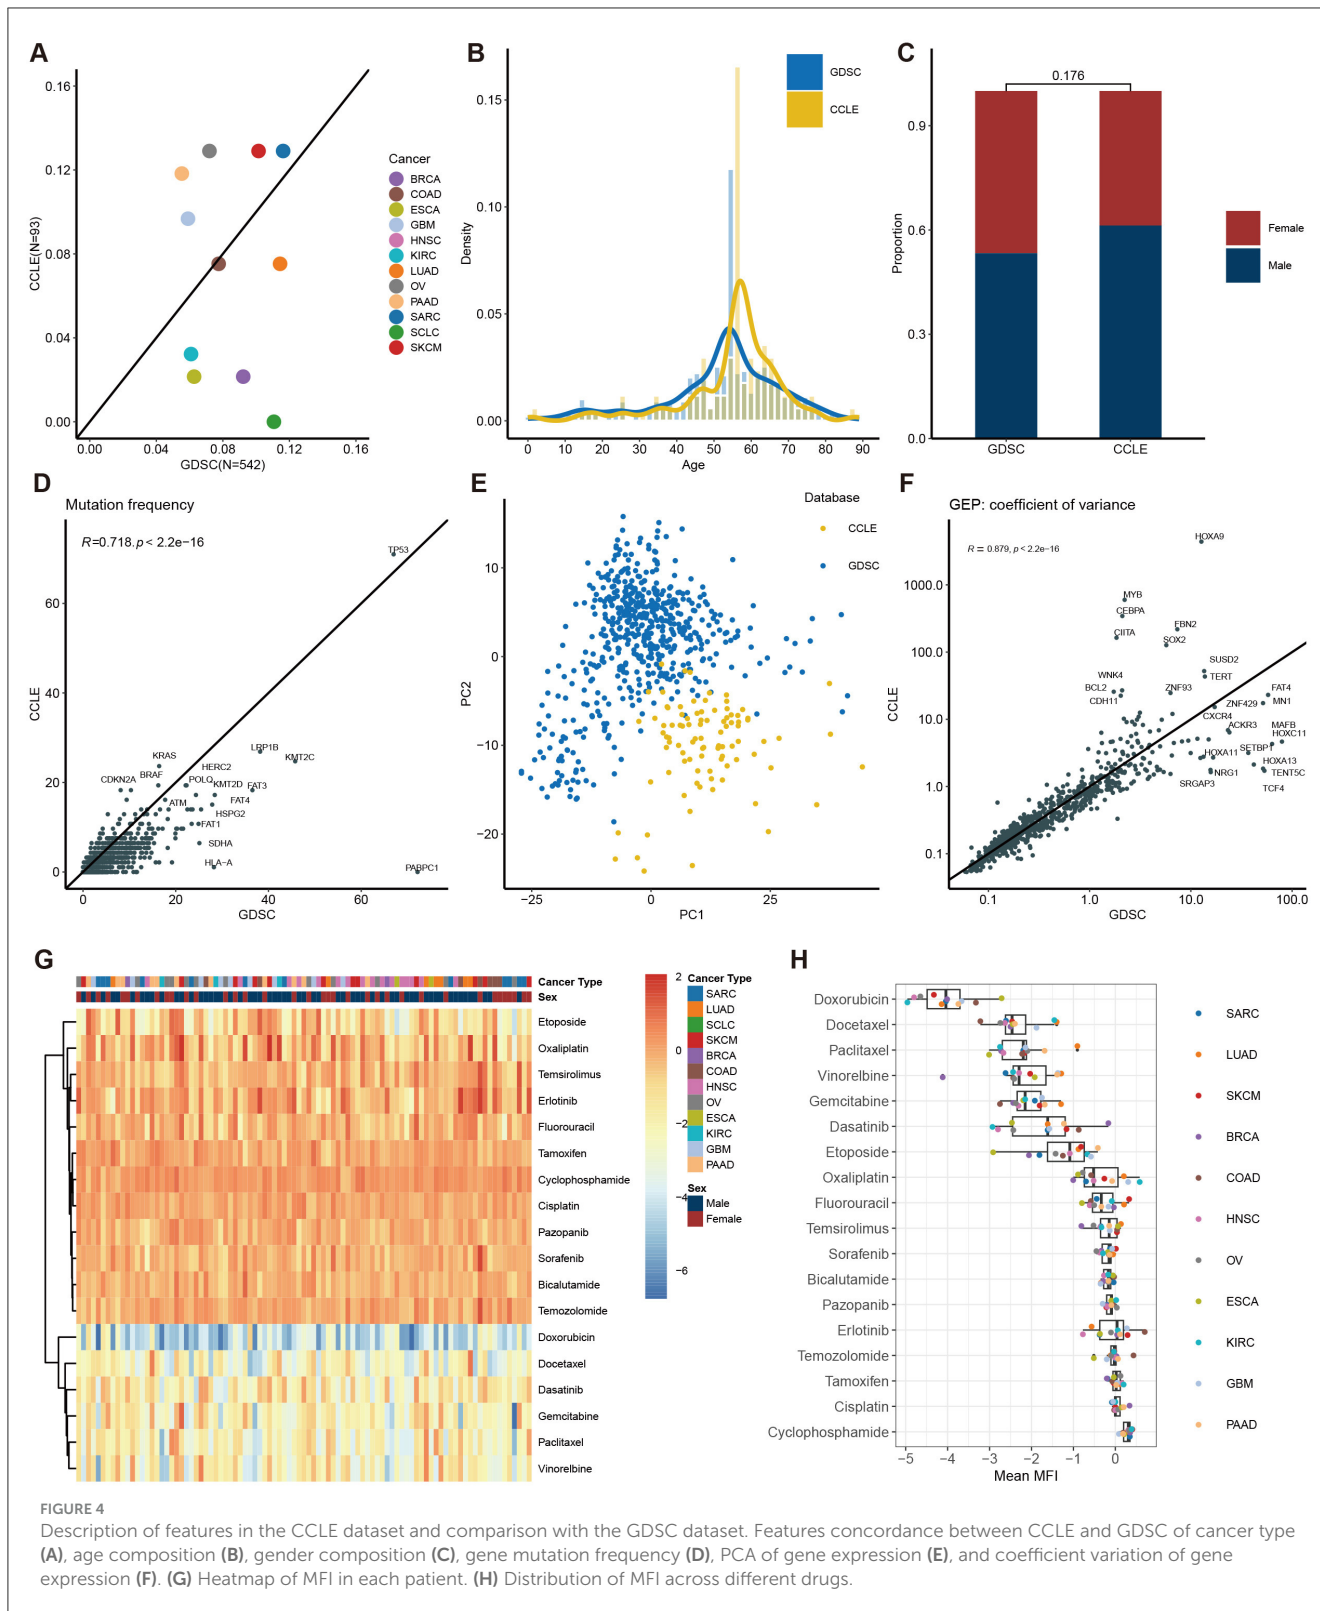 A
0.16
0.12
0.08
0.04
0.00
0.00
0.04
0.08
0.12
0.16
CCLE(N=93)
GDSC(N=542)
Cancer
BRCA
COAD
ESCA
GBM
HNSC
KIRC
LUAD
OV
PAAD
SARC
SCLC
SKCM
B
0.15
0.10
0.05
0.00
Density
0 10 20 30 40 50 60 70 80 90
Age
GDSC
CCLE
C
0.176
0.9
0.6
0.3
0.0
Proportion
GDSC
CCLE
Female
Male
D
Mutation frequency
R=0.718.p< 2.2e−16
60
40
20
0
CCLE
0 20 40 60
GDSC
TP53
LRP1B
KMT2C
KRAS
HERC2
BRAF
CDKN2A
POLQ
KMT2D
FAT3
FAT4
ATM
HSPG2
FAT1
SDHA
HLA−A
PABPC1
E
Database
CCLE
GDSC
10
0
−10
−20
PC2
−25 0 25
PC1
F
GEP: coefficient of variance
R = 0.879, p < 2.2e−16
1000.0
100.0
10.0
1.0
0.1
CCLE
0.1 1.0 10.0 100.0
GDSC
HOXA9
MYB
CEBPA
CIITA
FBN2
SOX2
SUSD2
TERT
WNK4
BCL2
CDH11
ZNF93
FAT4
MN1
ZNF429
CXCR4
ACKR3
MAFB
HOXC11
SETBP1
HOXA11
HOXA13
NRG1
TENT5C
SRGAP3
TCF4
G
Cancer Type
Sex
Etoposide
Oxaliplatin
Temsirolimus
Erlotinib
Fluorouracil
Tamoxifen
Cyclophosphamide
Cisplatin
Pazopanib
Sorafenib
Bicalutamide
Temozolomide
Doxorubicin
Docetaxel
Dasatinib
Gemcitabine
Paclitaxel
Vinorelbine
2
0
−2
−4
−6
Cancer Type
SARC
LUAD
SCLC
SKCM
BRCA
COAD
HNSC
OV
ESCA
KIRC
GBM
PAAD
Sex
Male
Female
H
Doxorubicin
Docetaxel
Paclitaxel
Vinorelbine
Gemcitabine
Dasatinib
Etoposide
Oxaliplatin
Fluorouracil
Temsirolimus
Sorafenib
Bicalutamide
Pazopanib
Erlotinib
Temozolomide
Tamoxifen
Cisplatin
Cyclophosphamide
−5 −4 −3 −2 −1 0
Mean MFI
SARC
LUAD
SKCM
BRCA
COAD
HNSC
OV
ESCA
KIRC
GBM
PAAD
FIGURE 4
Description of features in the CCLE dataset and comparison with the GDSC dataset. Features concordance between CCLE and GDSC of cancer type
(A), age composition (B), gender composition (C), gene mutation frequency (D), PCA of gene expression (E), and coefficient variation of gene
expression (F). (G) Heatmap of MFI in each patient. (H) Distribution of MFI across different drugs.